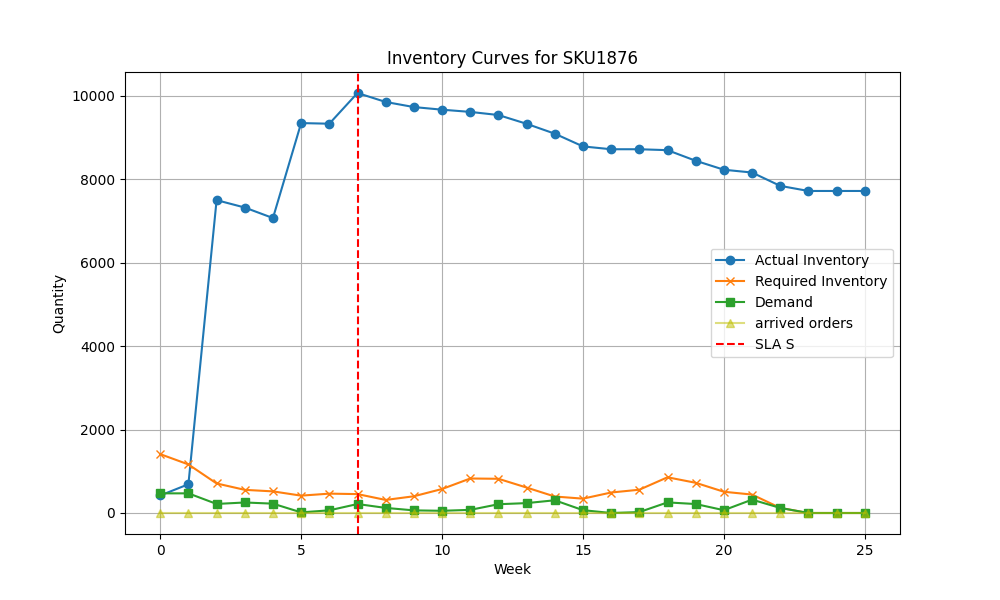 Inventory Curves for SKU1876
Quantity
10000
8000
6000
4000
2000
0
Actual Inventory
Required Inventory
Demand
arrived orders
SLA S
0 5 10 15 20 25
Week